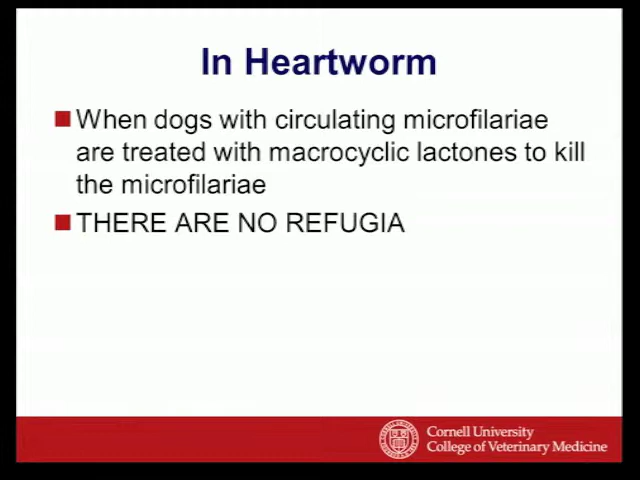 In Heartworm
When dogs with circulating microfilariae
are treated with macrocyclic lactones to kill
the microfilariae
THERE ARE NO REFUGIA
Cornell University
College of Veterinary Medicine